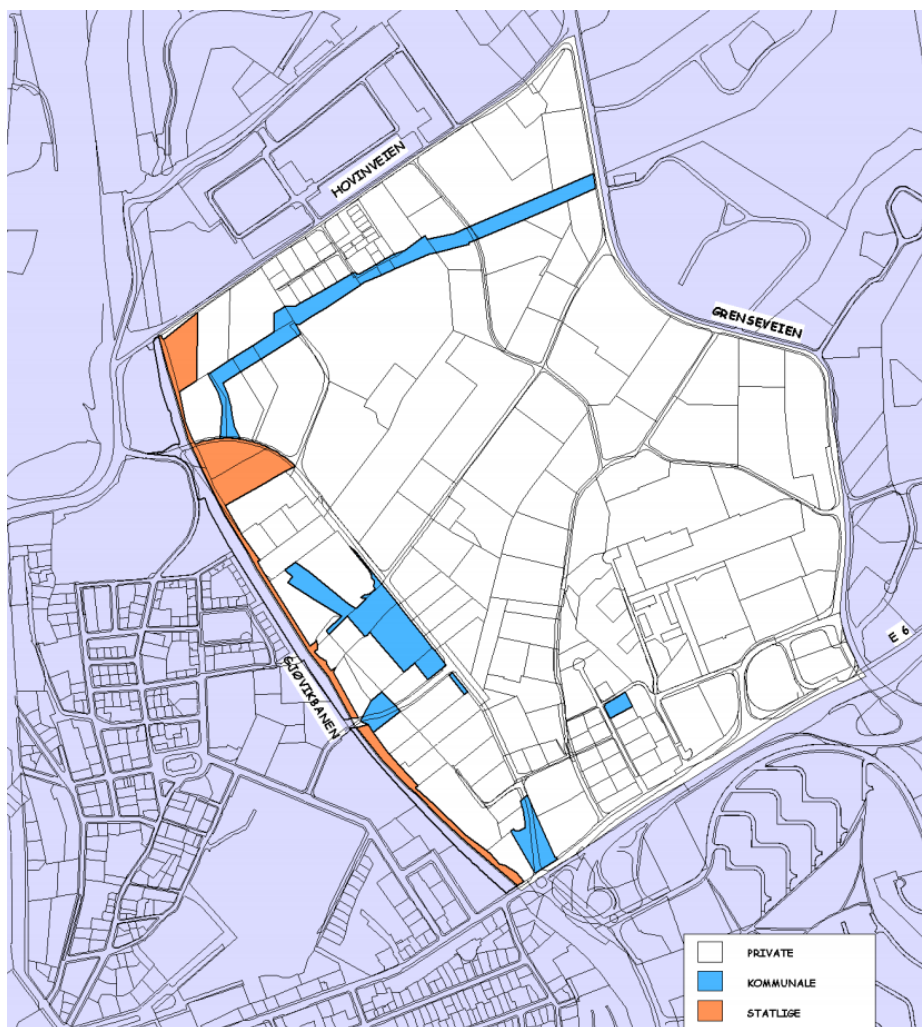 HOVINVEIEN
GRENSEVEIEN
E 6
GJØVIKBANEN
PRIVATE
KOMMUNALE
STATLIGE